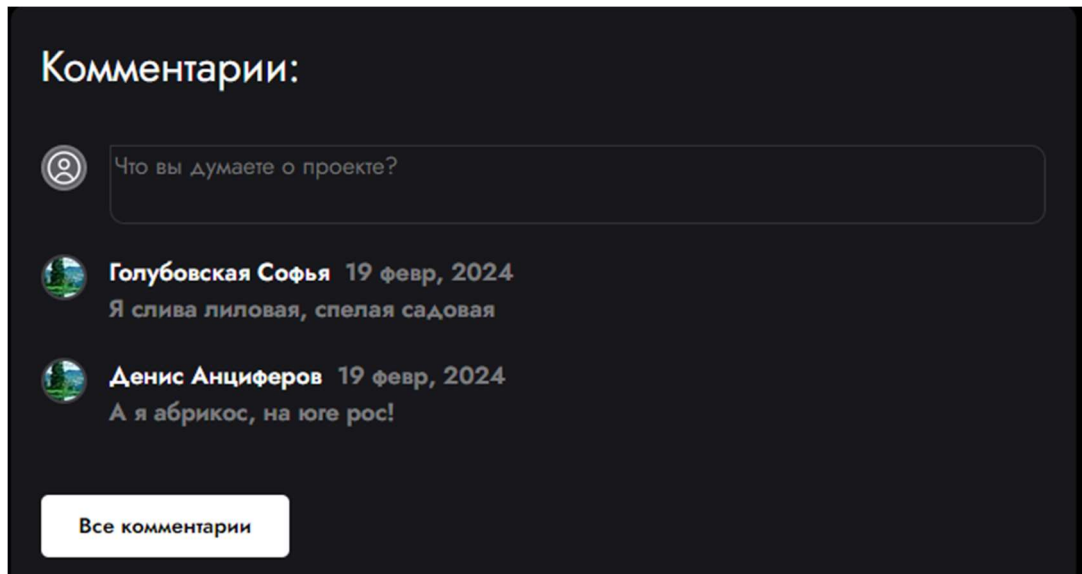 Комментарии:
Что вы думаете о проекте?
Голубовская Софья 19 февр, 2024
Я слива лиловая, спелая садовая
Денис Анциферов 19 февр, 2024
А я абрикос, на юге рос!
Все комментарии